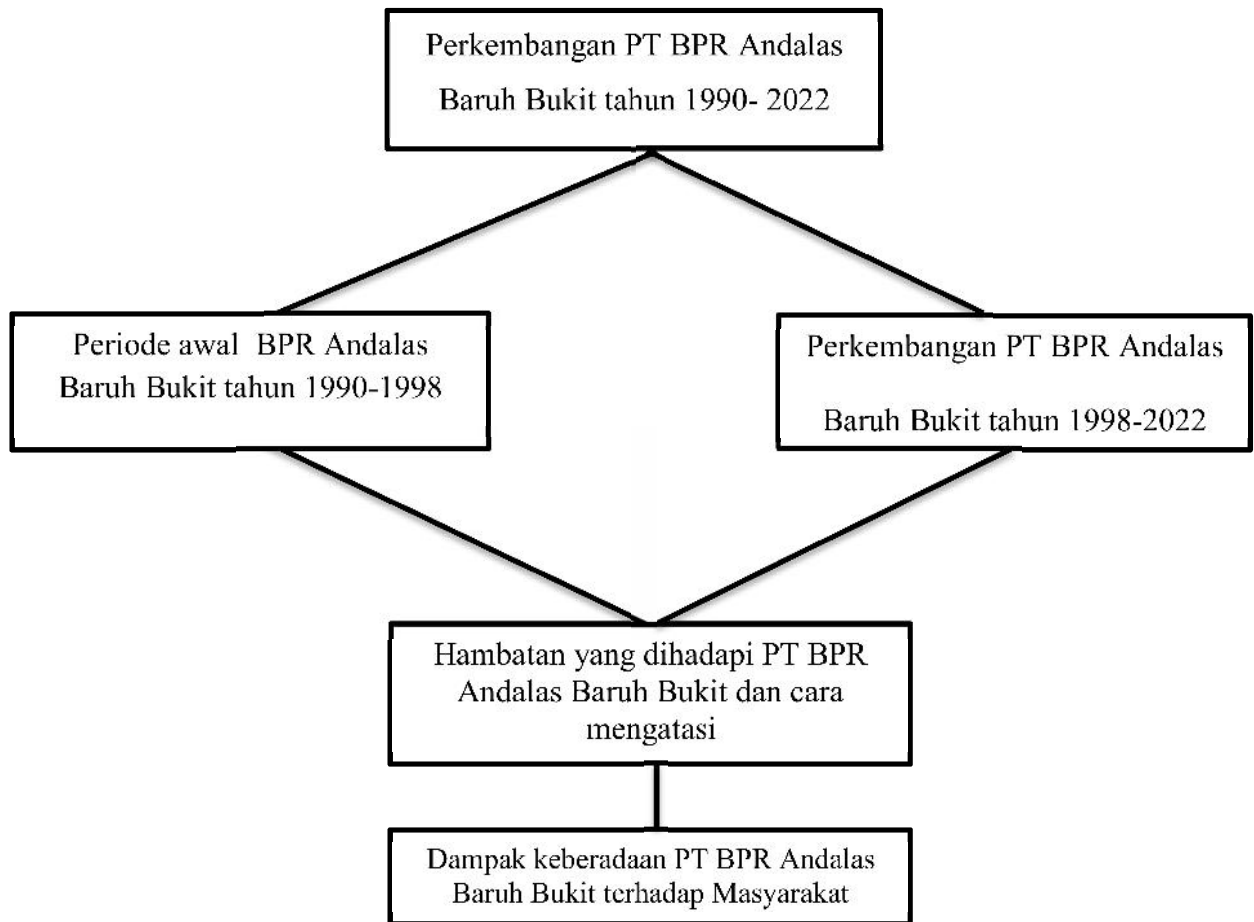 Perkembangan PT BPR Andalas
Baruh Bukit tahun 1990- 2022
Periode awal BPR Andalas
Baruh Bukit tahun 1990-1998
Perkembangan PT BPR Andalas
Baruh Bukit tahun 1998-2022
Hambatan yang dihadapi PT BPR
Andalas Baruh Bukit dan cara
mengatasi
Dampak keberadaan PT BPR Andalas
Baruh Bukit terhadap Masyarakat